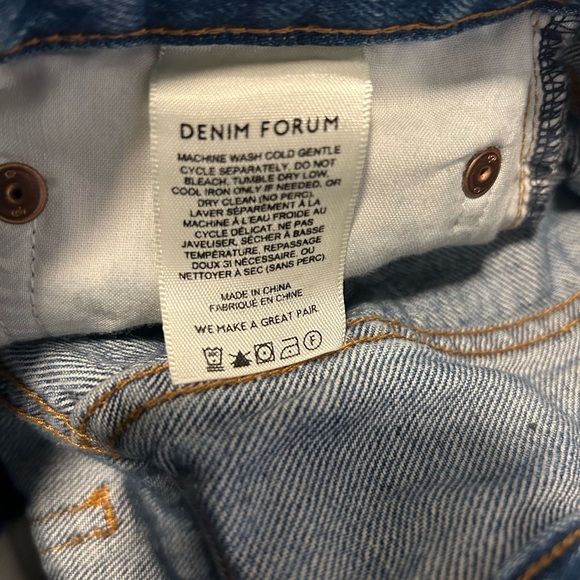 DENIM FORUM
MACHINE WASH COLD GENTLE
CYCLE SEPARATELY. DO NOT
BLEACH, TUMBLE DRY LOW,
COOL IRON ONLY IF NEEDED, OR
DRY CLEAN (NO PERC).
LAVER SÉPARÉMENT À LA
MACHINE À L'EAU FROIDE AU
CYCLE DÉLICAT. NE PAS
JAVELISER, SÉCHER À BASSE
TEMPÉRATURE, REPASSAGE
DOUX SI NÉCESSAIRE, OU
NETTOYER À SEC (SANS PERC)
MADE IN CHINA
FABRIQUÉ EN CHINE
WE MAKE A GREAT PAIR
F